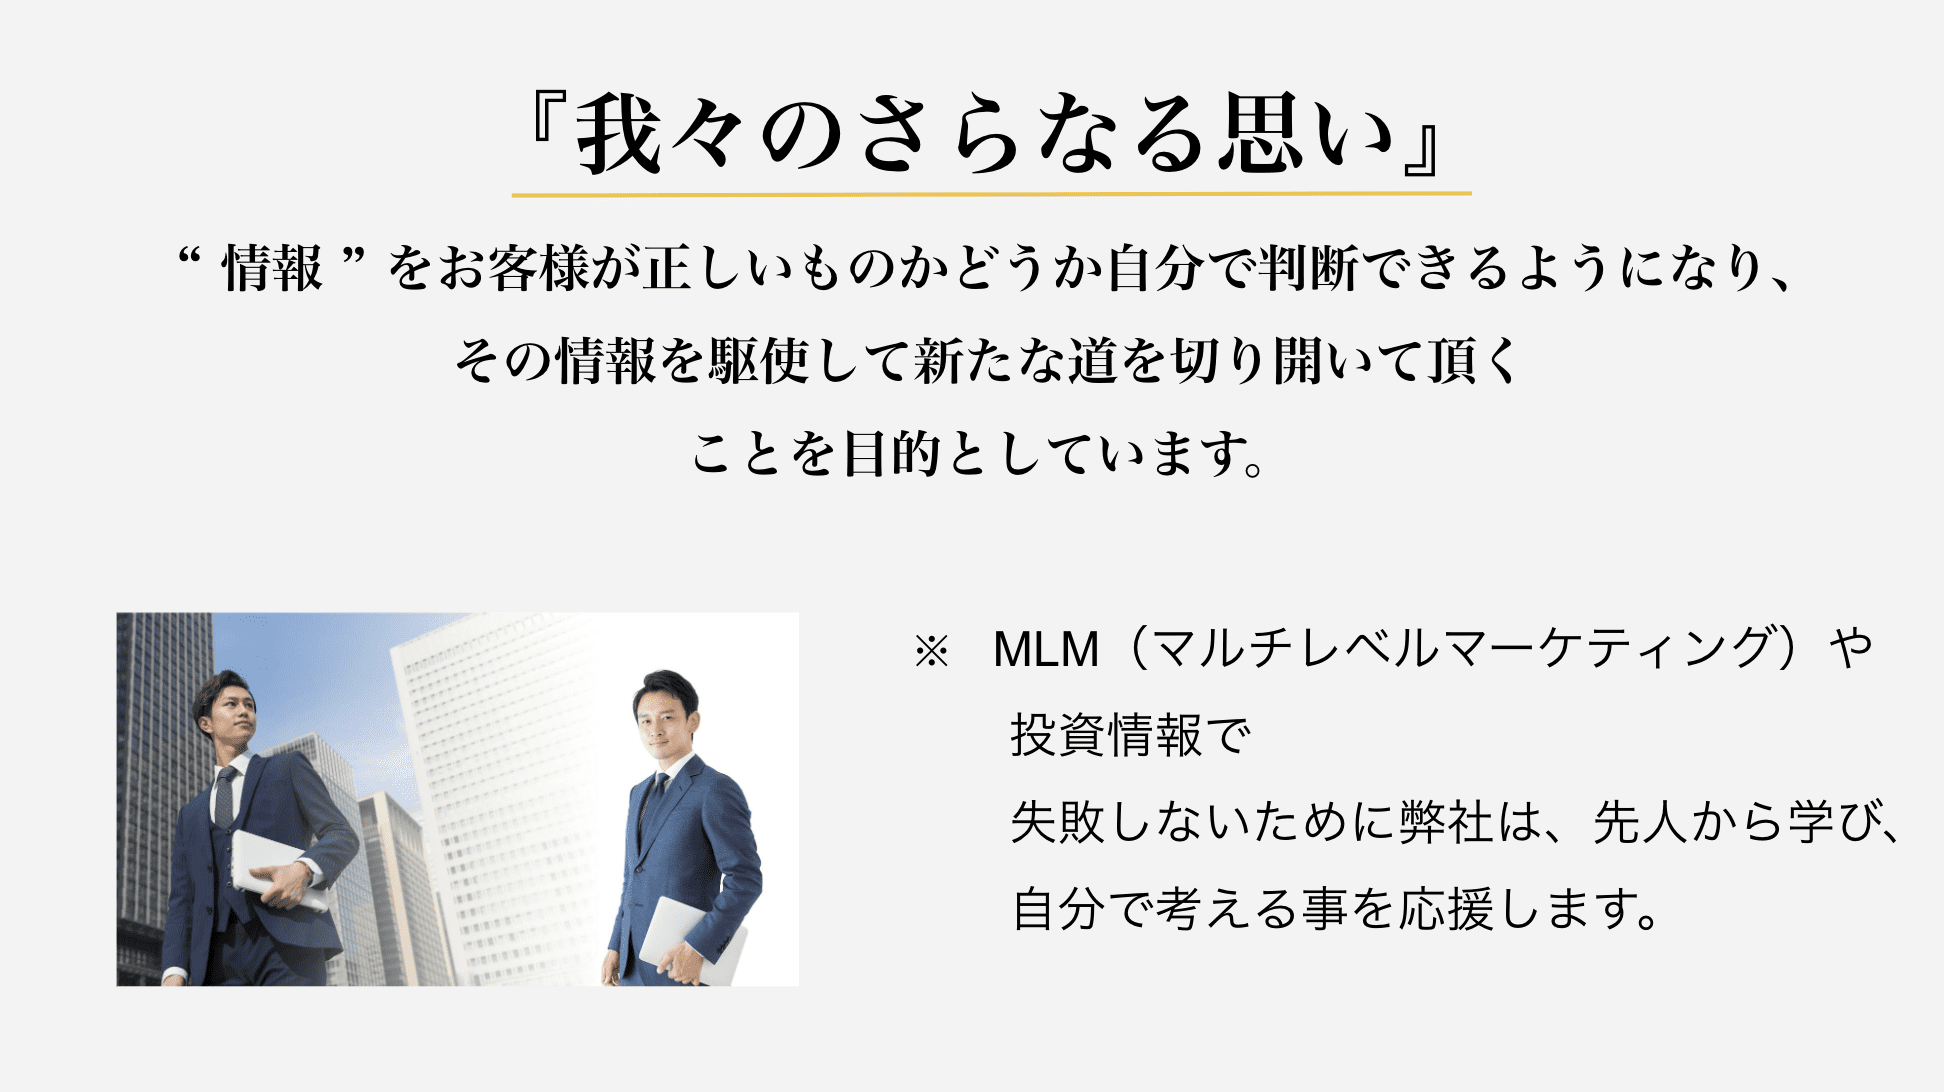 『我々のさらなる思い』
“ 情報 ” をお客様が正しいものかどうか自分で判断できるようになり、
その情報を駆使して新たな道を切り開いて頂く
ことを目的としています。
※ MLM（マルチレベルマーケティング）や
投資情報で
失敗しないために弊社は、先人から学び、
自分で考える事を応援します。